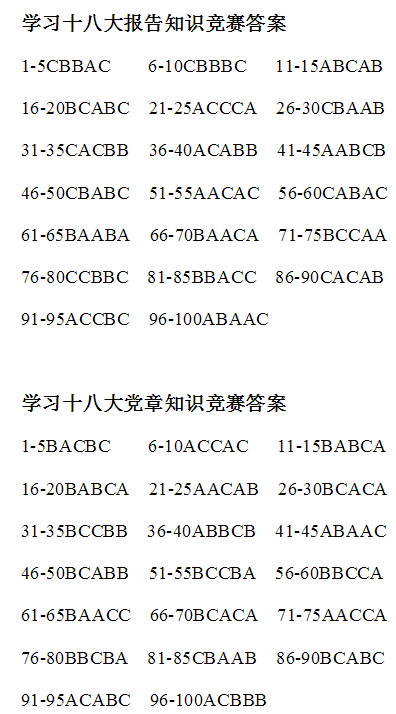 学习十八大报告知识竞赛答案
1-5CBBAC 6-10CBBBC 11-15ABCAB
16-20BCABC 21-25ACCCA 26-30CBAAB
31-35CACBB 36-40ACABB 41-45AABCB
46-50CBABC 51-55AACAC 56-60CABAC
61-65BAABA 66-70BAACA 71-75BCCAA
76-80CCBBC 81-85BBACC 86-90CACAB
91-95ACCBC 96-100ABAAC
学习十八大党章知识竞赛答案
1-5BACBC 6-10ACCAC 11-15BABCA
16-20BABCA 21-25AACAB 26-30BCACA
31-35BCCBB 36-40ABBCB 41-45ABAAC
46-50BCABB 51-55BCCBA 56-60BBCCA
61-65BAACC 66-70BCACA 71-75AACCA
76-80BBCBA 81-85CBAAB 86-90BCABC
91-95ACABC 96-100ACBBB